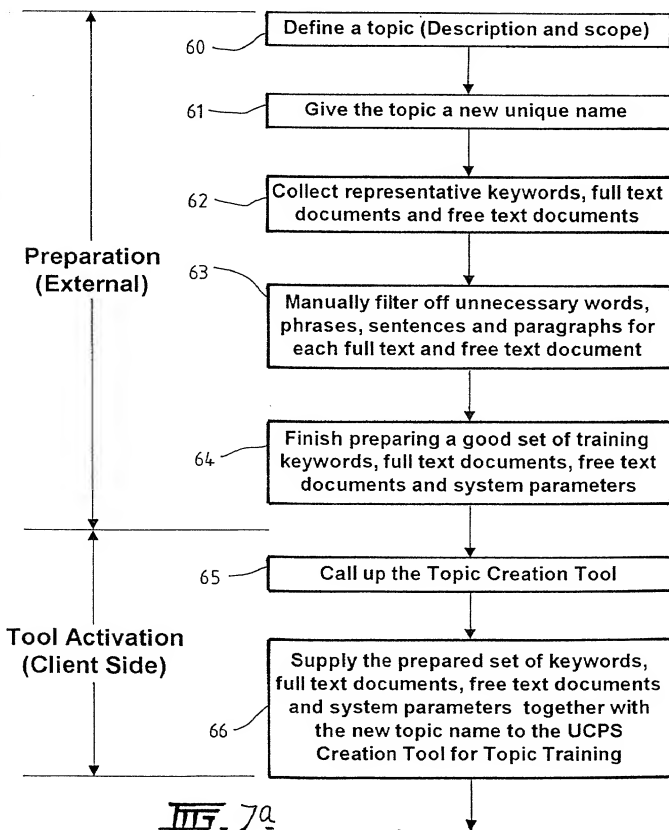 60
Define a topic (Description and scope)
61
Give the topic a new unique name
62
Collect representative keywords, full text
documents and free text documents
Preparation
(External)
63
Manually filter off unnecessary words,
phrases, sentences and paragraphs for
each full text and free text document
64
Finish preparing a good set of training
keywords, full text documents, free text
documents and system parameters
65
Call up the Topic Creation Tool
Tool Activation
(Client Side)
66
Supply the prepared set of keywords,
full text documents, free text documents
and system parameters together with
the new topic name to the UCPS
Creation Tool for Topic Training
FIG. 7a